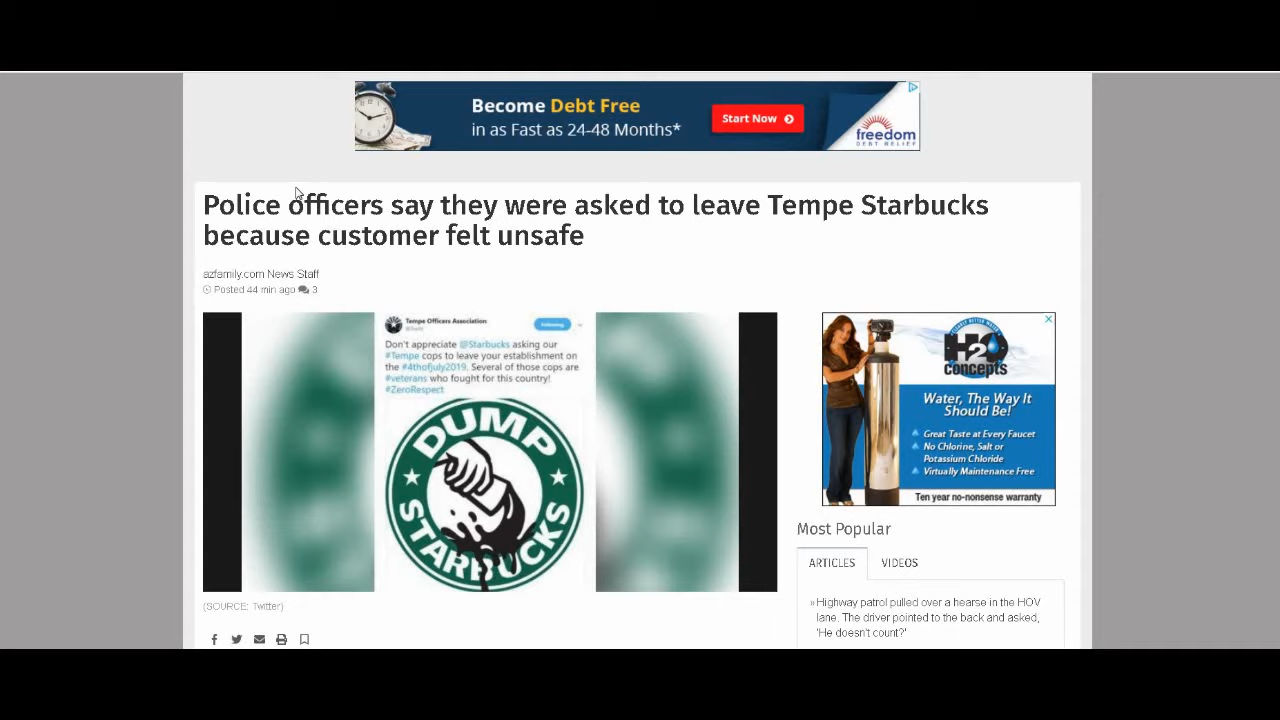 Become Debt Free
in as Fast as 24-48 Months*
Start Now
freedom
DEBT RELIEF
Police officers say they were asked to leave Tempe Starbucks
because customer felt unsafe
azfamily.com News Staff
Posted 44 min ago 3
Tempe Officers Association
Following
Don't appreciate @Starbucks asking our
#Tempe cops to leave your establishment on
the #4thofjuly2019. Several of those cops are
#veterans who fought for this country!
#ZeroRespect
DUMP
STARBUCKS
(SOURCE: Twitter)
H2O
concepts
Water, The Way It
Should Be!
Great Taste at Every Faucet
No Chlorine, Salt or
Potassium Chloride
Virtually Maintenance Free
Ten year no-nonsense warranty
Most Popular
ARTICLES VIDEOS
» Highway patrol pulled over a hearse in the HOV
lane. The driver pointed to the back and asked,
'He doesn't count?'